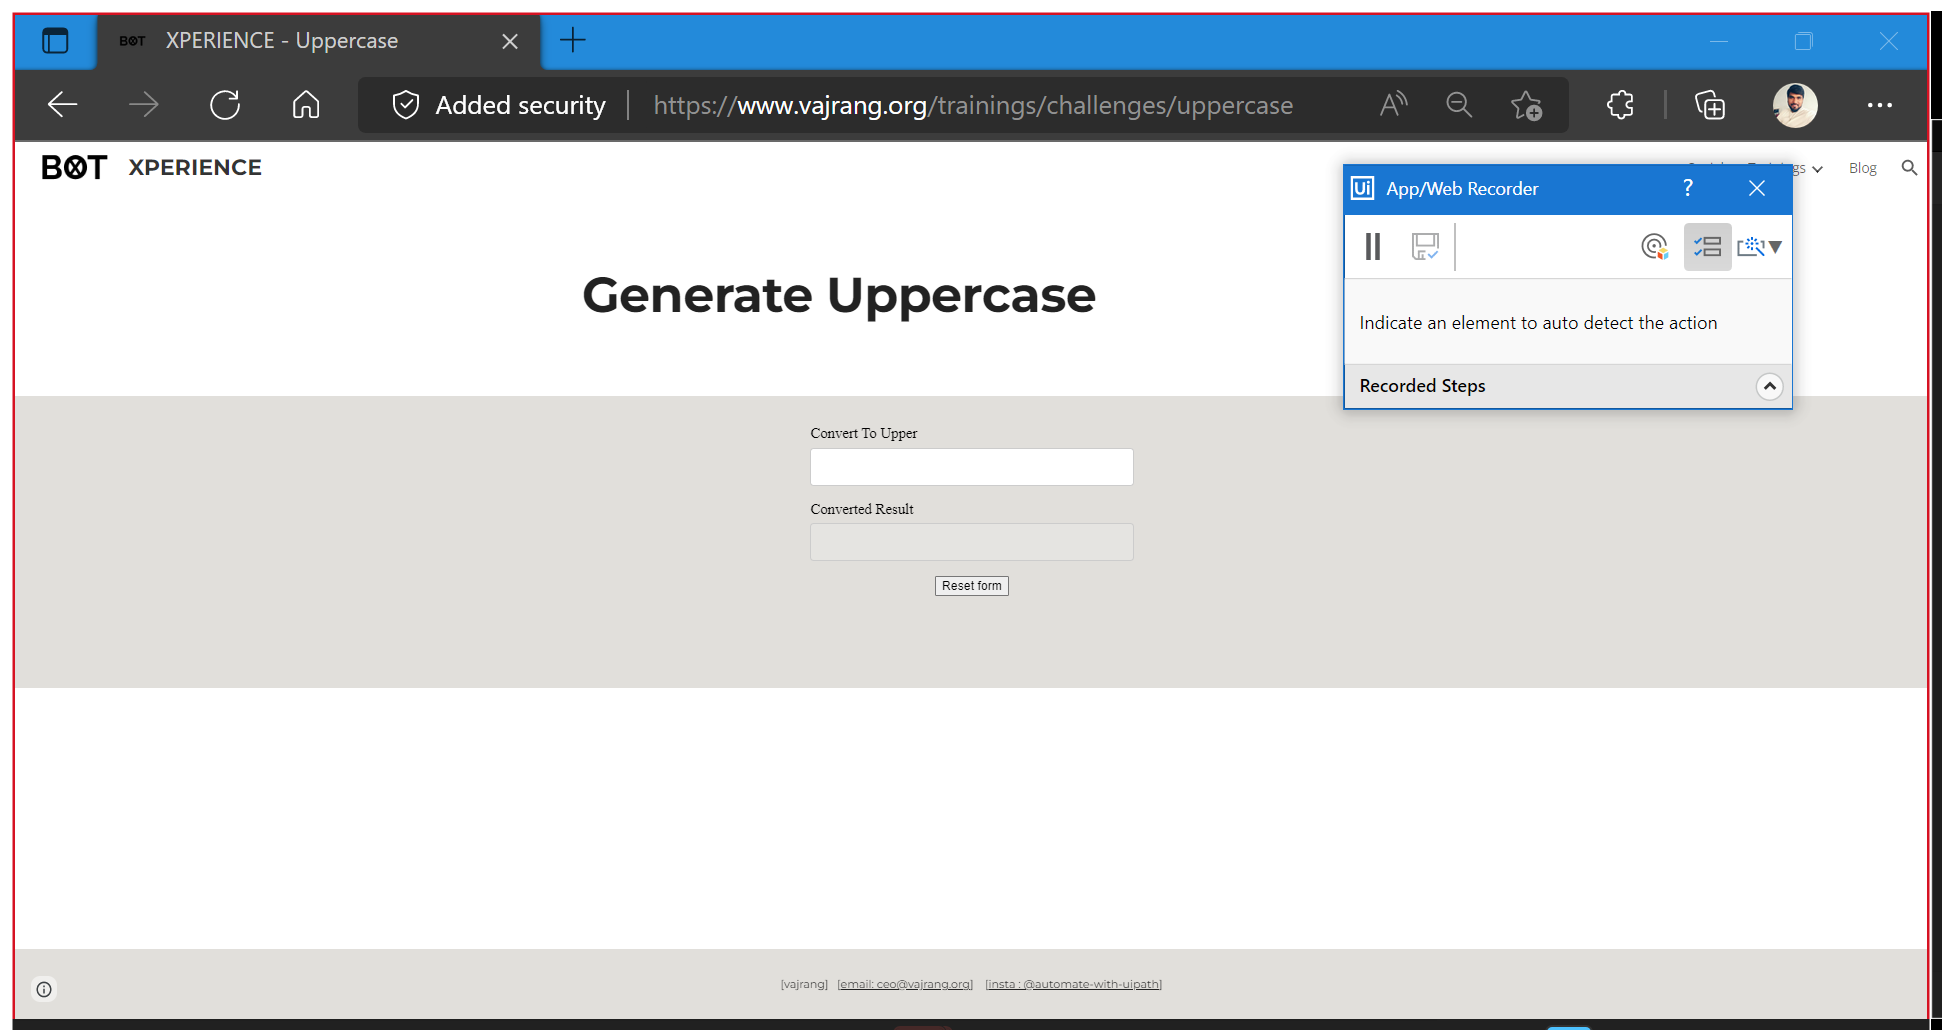 BOT XPERIENCE - Uppercase
Added security https://www.vajrang.org/trainings/challenges/uppercase
BOT XPERIENCE
Blog
Ui App/Web Recorder ?
Generate Uppercase
Indicate an element to auto detect the action
Recorded Steps
Convert To Upper
Converted Result
Reset form
[vajrang] [email: ceo@vajrang.org] [insta : @automate-with-uipath]